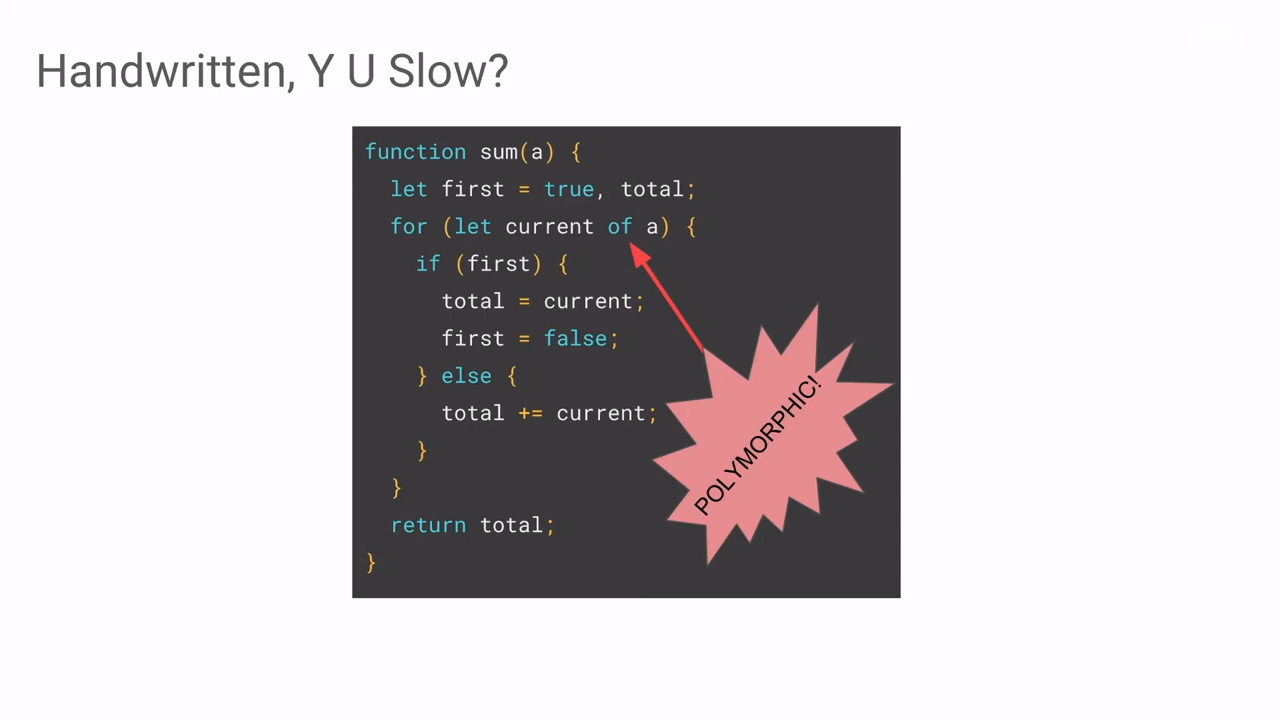 Handwritten, Y U Slow?
function sum(a) {
  let first = true, total;
  for (let current of a) {
    if (first) {
      total = current;
      first = false;
    } else {
      total += current;
    }
  }
  return total;
}
POLYMORPHIC!